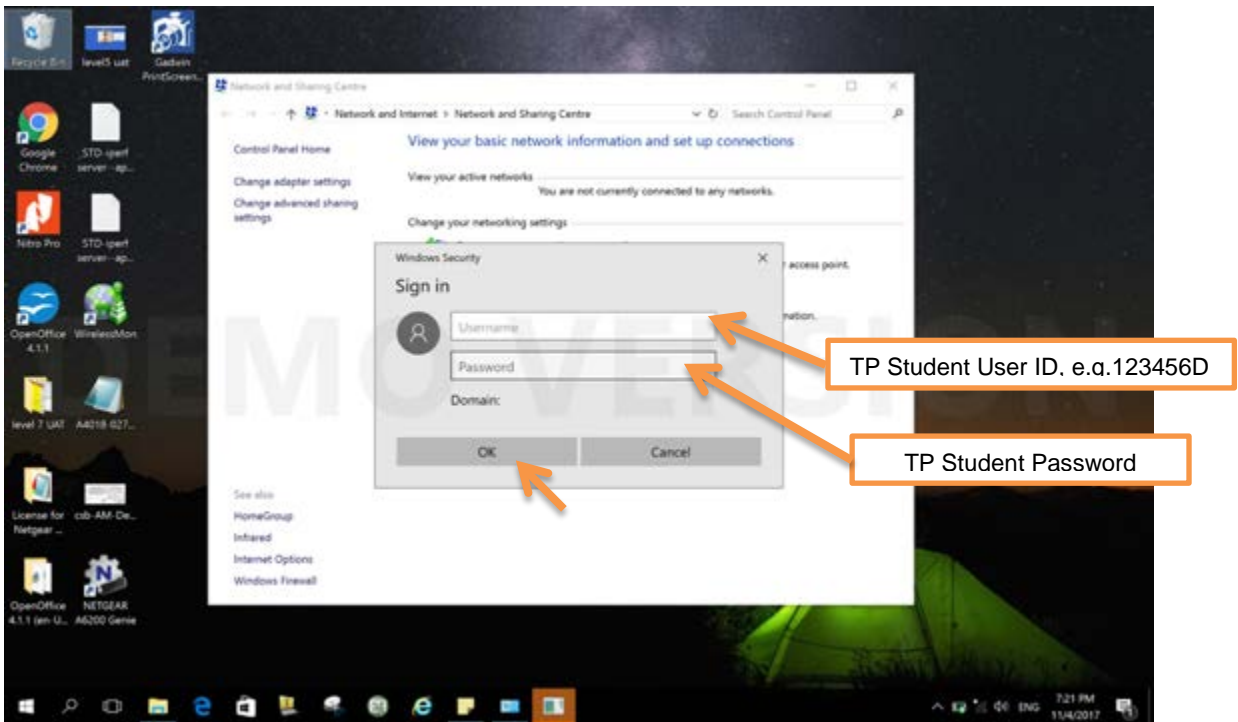 Recycle Bin
level5 uat
Gadwin
PrintScreen...
Google
Chrome
STD-iperf
server--ap...
Nitro Pro
STD-iperf
server--ap...
OpenOffice
4.1.1
WirelessMon
level 7 UAT
A4018-027...
License for
Netgear ...
csb-AM-De...
OpenOffice
4.1.1 (en-U...
NETGEAR
A6200 Genie
Network and Sharing Centre
Network and Internet > Network and Sharing Centre
Search Control Panel
Control Panel Home
Change adapter settings
Change advanced sharing
settings
View your basic network information and set up connections
View your active networks
You are not currently connected to any networks.
Change your networking settings
access point.
Windows Security
Sign in
Username
Password
Domain:
OK
Cancel
TP Student User ID, e.g.123456D
TP Student Password
See also
HomeGroup
Infrared
Internet Options
Windows Firewall
DEMO VERSION
ENG
7:21 PM
11/4/2017